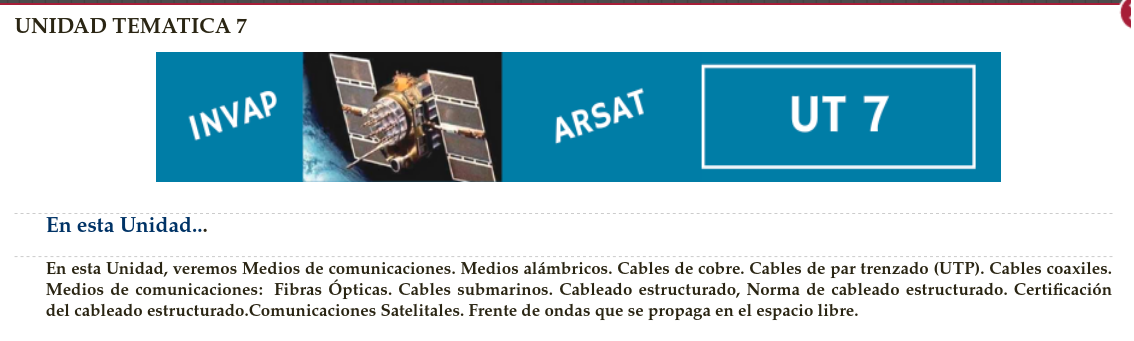 UNIDAD TEMATICA 7
INVAP
ARSAT
UT 7
En esta Unidad...
En esta Unidad, veremos Medios de comunicaciones. Medios alámbricos. Cables de cobre. Cables de par trenzado (UTP). Cables coaxiles.
Medios de comunicaciones: Fibras Ópticas. Cables submarinos. Cableado estructurado, Norma de cableado estructurado. Certificación
del cableado estructurado.Comunicaciones Satelitales. Frente de ondas que se propaga en el espacio libre.